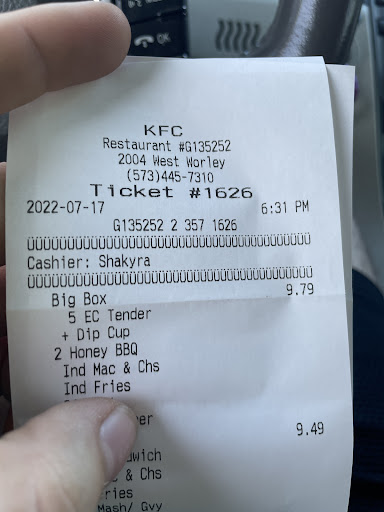 KFC
Restaurant #G135252
2004 West Worley
(573)445-7310
Ticket #1626
2022-07-17 6:31 PM
G135252 2 357 1626
ÜÜÜÜÜÜÜÜÜÜÜÜÜÜÜÜÜÜÜÜÜÜÜÜÜÜÜÜÜÜÜÜÜÜÜ
Cashier: Shakyra
ÜÜÜÜÜÜÜÜÜÜÜÜÜÜÜÜÜÜÜÜÜÜÜÜÜÜÜÜÜÜÜÜÜÜÜ
Big Box 9.79
5 EC Tender
+ Dip Cup
2 Honey BBQ
Ind Mac & Chs
Ind Fries
9.49
& Chs
Mash/ Gvy